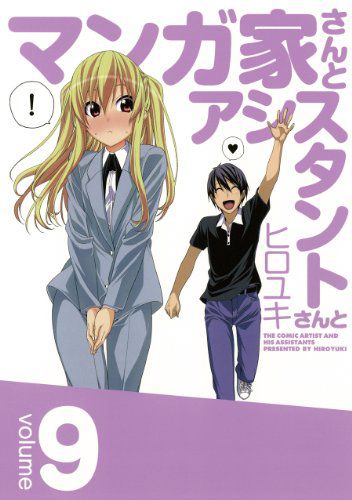 マンガ家さんと
アシスタントさんと
ヒロユキ
THE COMIC ARTIST AND
HIS ASSISTANTS
PRESENTED BY HIROYUKI
!
♥
volume
9